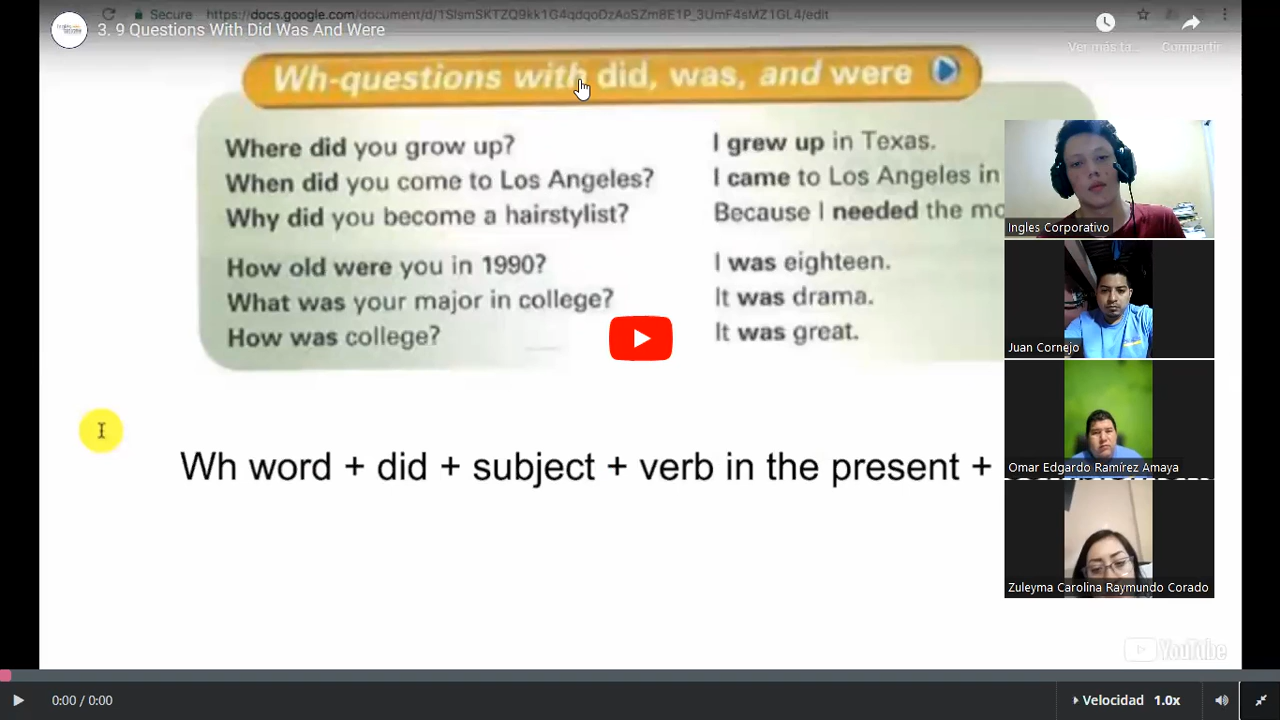 Secure https://docs.google.com/document/d/1SIsmSKTZQ9kk1G4qdqoDzAoSZmBE1P_3UmF4sMZ1GL4/edit
3. 9 Questions With Did Was And Were
Ver más ta...
Compartir
Wh-questions with did, was, and were
Where did you grow up?
I grew up in Texas.
When did you come to Los Angeles?
I came to Los Angeles in
Why did you become a hairstylist?
Because I needed the mo
How old were you in 1990?
I was eighteen.
What was your major in college?
It was drama.
How was college?
It was great.
Wh word + did + subject + verb in the present +
Ingles Corporativo
Juan Cornejo
Omar Edgardo Ramírez Amaya
Zuleyma Carolina Raymundo Corado
YouTube
0:00 / 0:00
Velocidad 1.0x